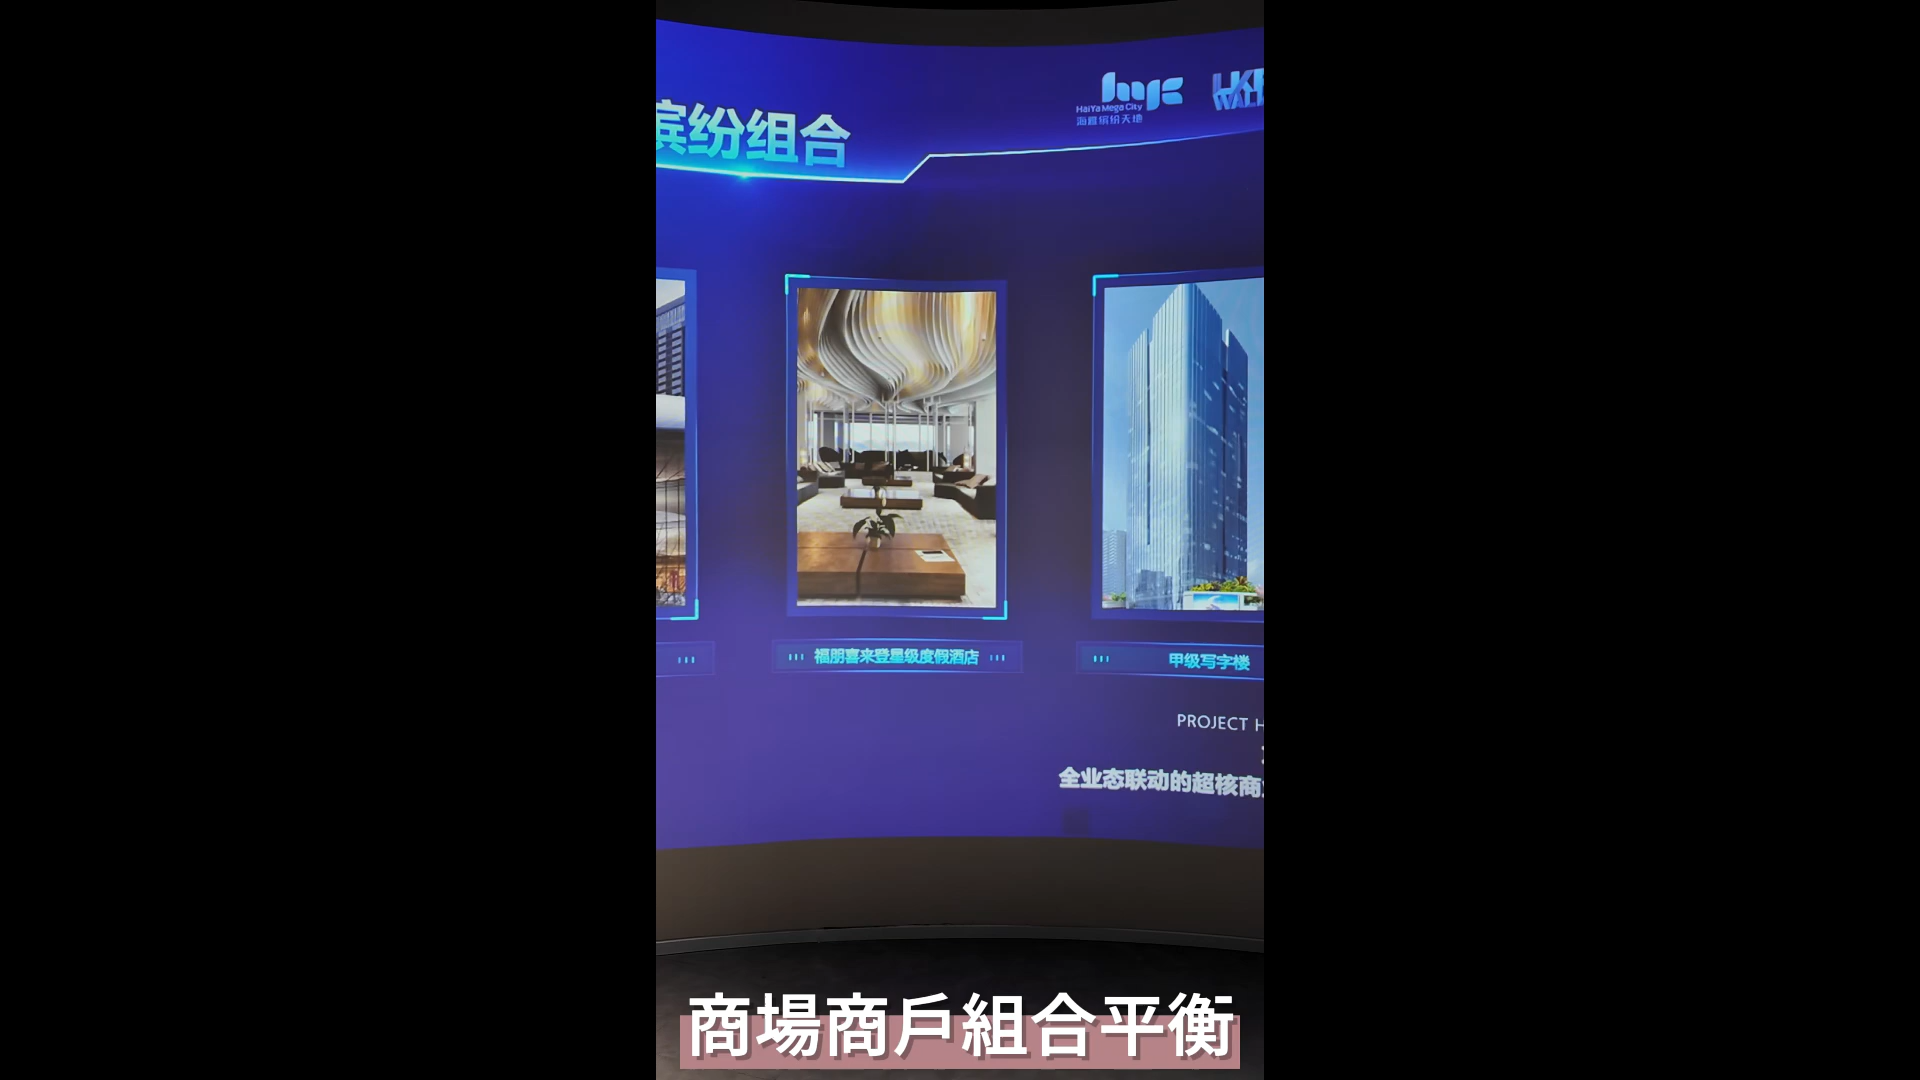 缤纷组合
HaiYa Mega City
海雅缤纷天地
WALL
福朋喜来登星级度假酒店
甲级写字楼
PROJECT H
全业态联动的超核商
商場商戶組合平衡